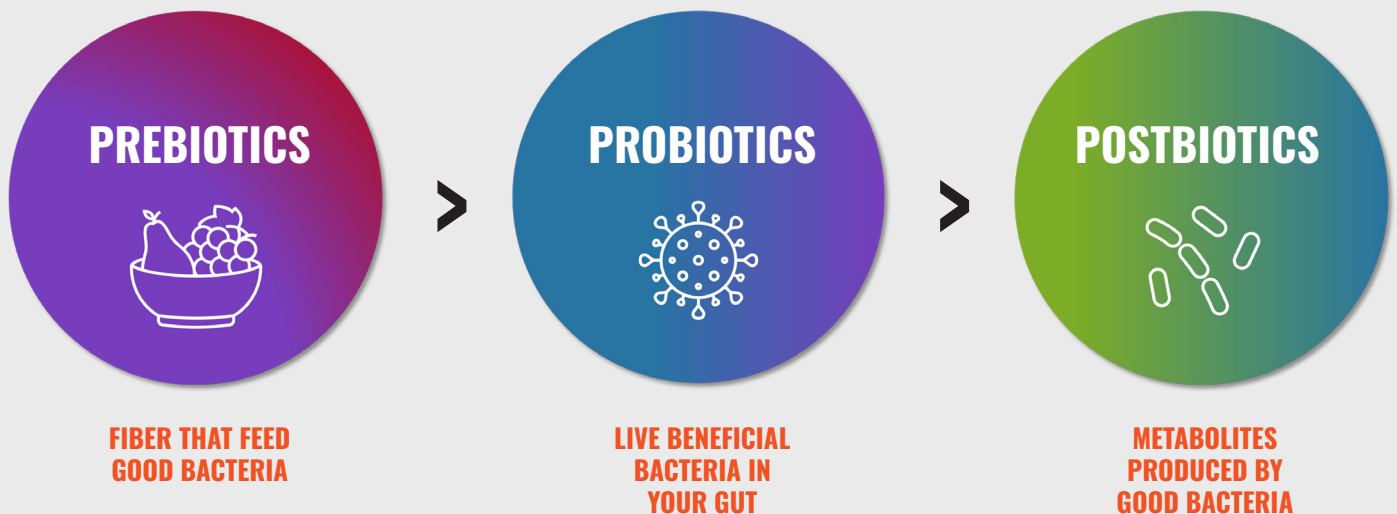 PREBIOTICS
>
PROBIOTICS
>
POSTBIOTICS
FIBER THAT FEED
GOOD BACTERIA
LIVE BENEFICIAL
BACTERIA IN
YOUR GUT
METABOLITES
PRODUCED BY
GOOD BACTERIA